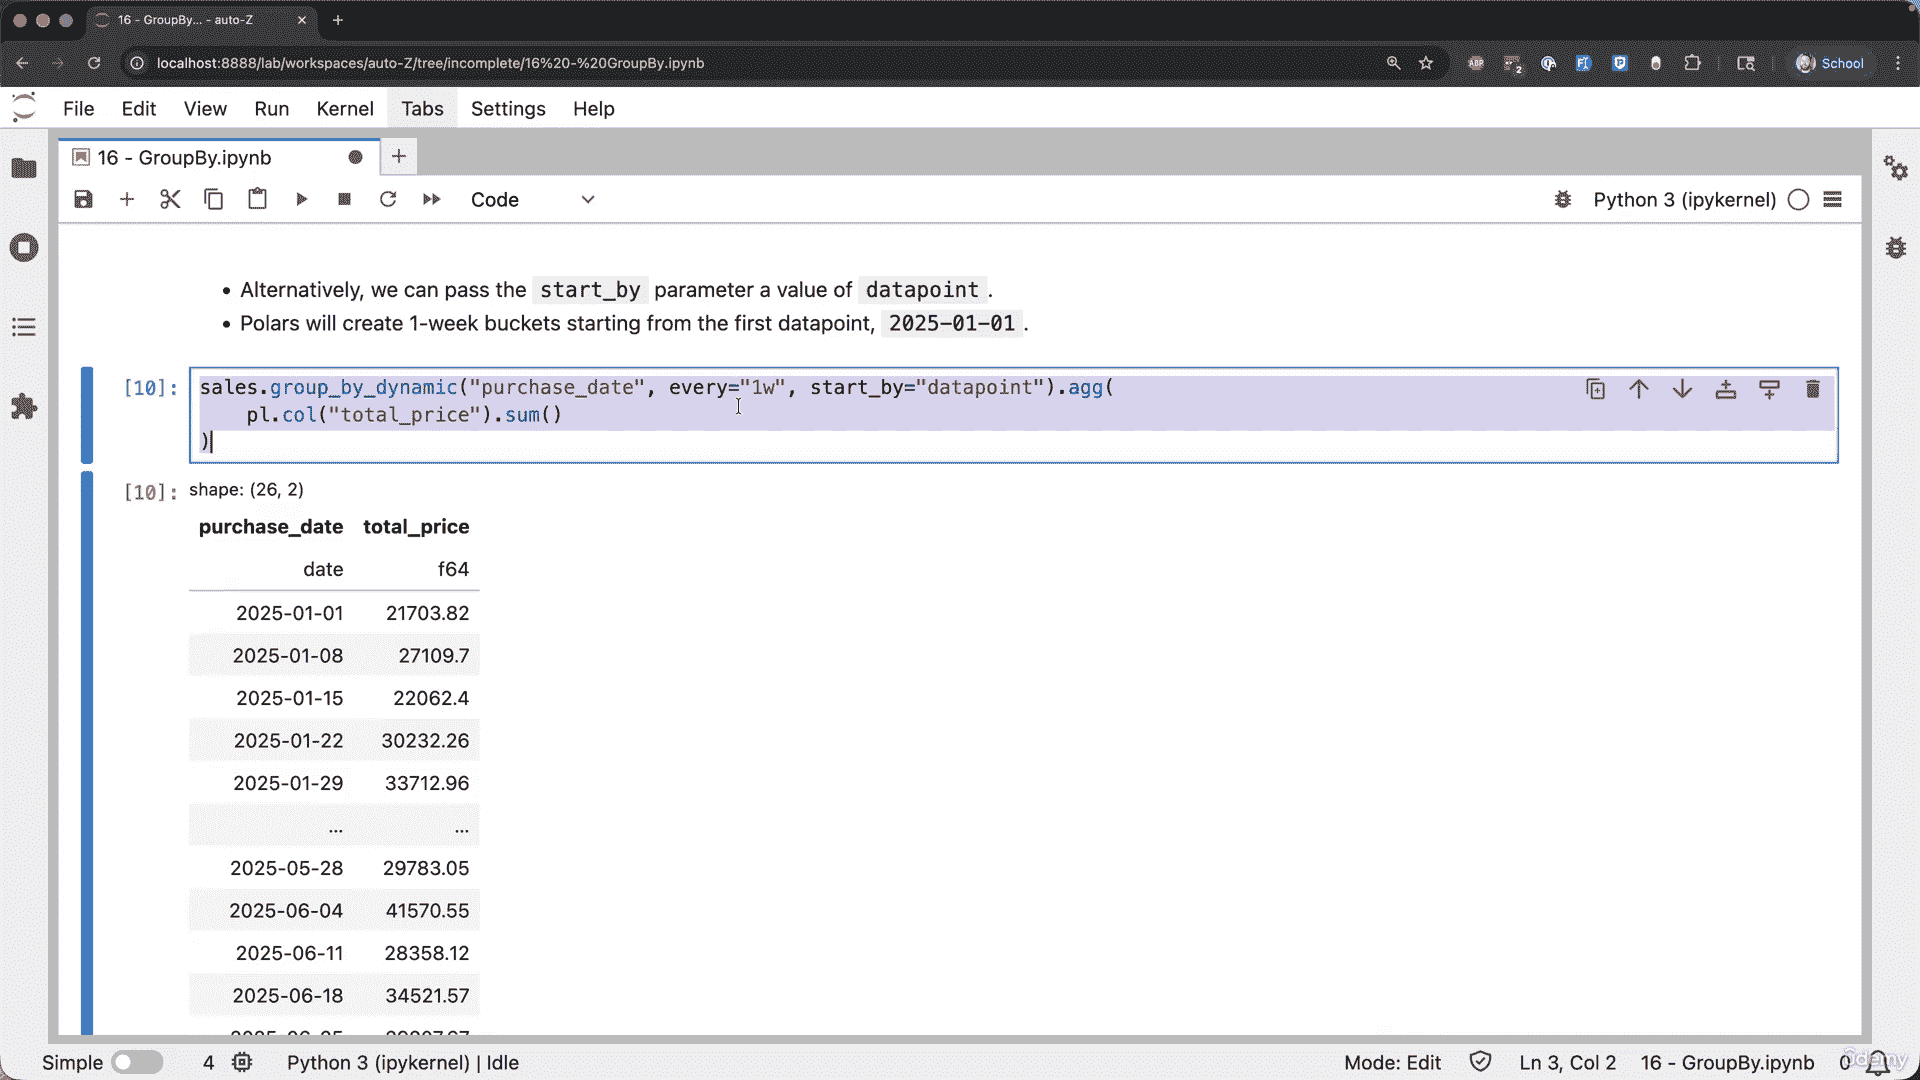 16 - GroupBy... - auto-Z
localhost:8888/lab/workspaces/auto-Z/tree/incomplete/16%20-%20GroupBy.ipynb
ABP
2
School
File Edit View Run Kernel Tabs Settings Help
16 - GroupBy.ipynb
Code
Python 3 (ipykernel)
• Alternatively, we can pass the start_by parameter a value of datapoint.
• Polars will create 1-week buckets starting from the first datapoint, 2025-01-01.
[10]: sales.group_by_dynamic("purchase_date", every="1w", start_by="datapoint").agg(
pl.col("total_price").sum()
)
[10]: shape: (26, 2)
purchase_date total_price
date f64
2025-01-01 21703.82
2025-01-08 27109.7
2025-01-15 22062.4
2025-01-22 30232.26
2025-01-29 33712.96
... ...
2025-05-28 29783.05
2025-06-04 41570.55
2025-06-11 28358.12
2025-06-18 34521.57
Simple 4 Python 3 (ipykernel) | Idle Mode: Edit Ln 3, Col 2 16 - GroupBy.ipynb 0